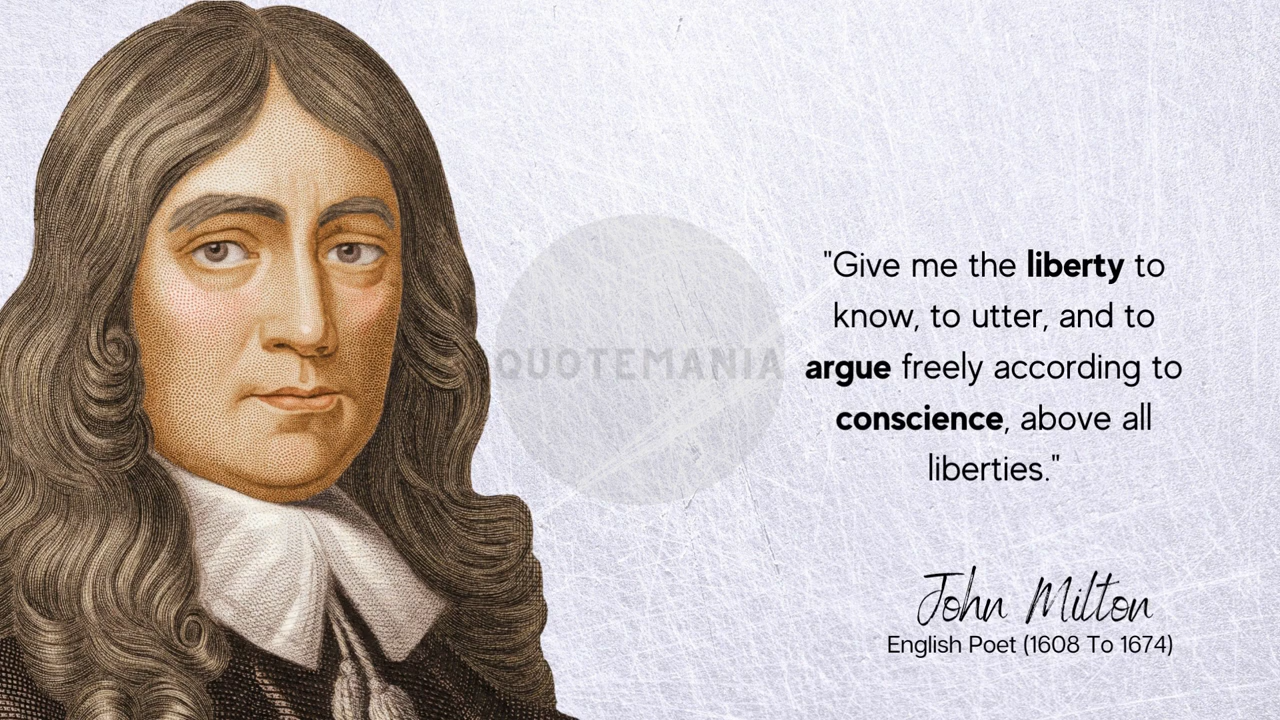 QUOTEMANIA
"Give me the liberty to
know, to utter, and to
argue freely according to
conscience, above all
liberties."
John Milton
English Poet (1608 To 1674)